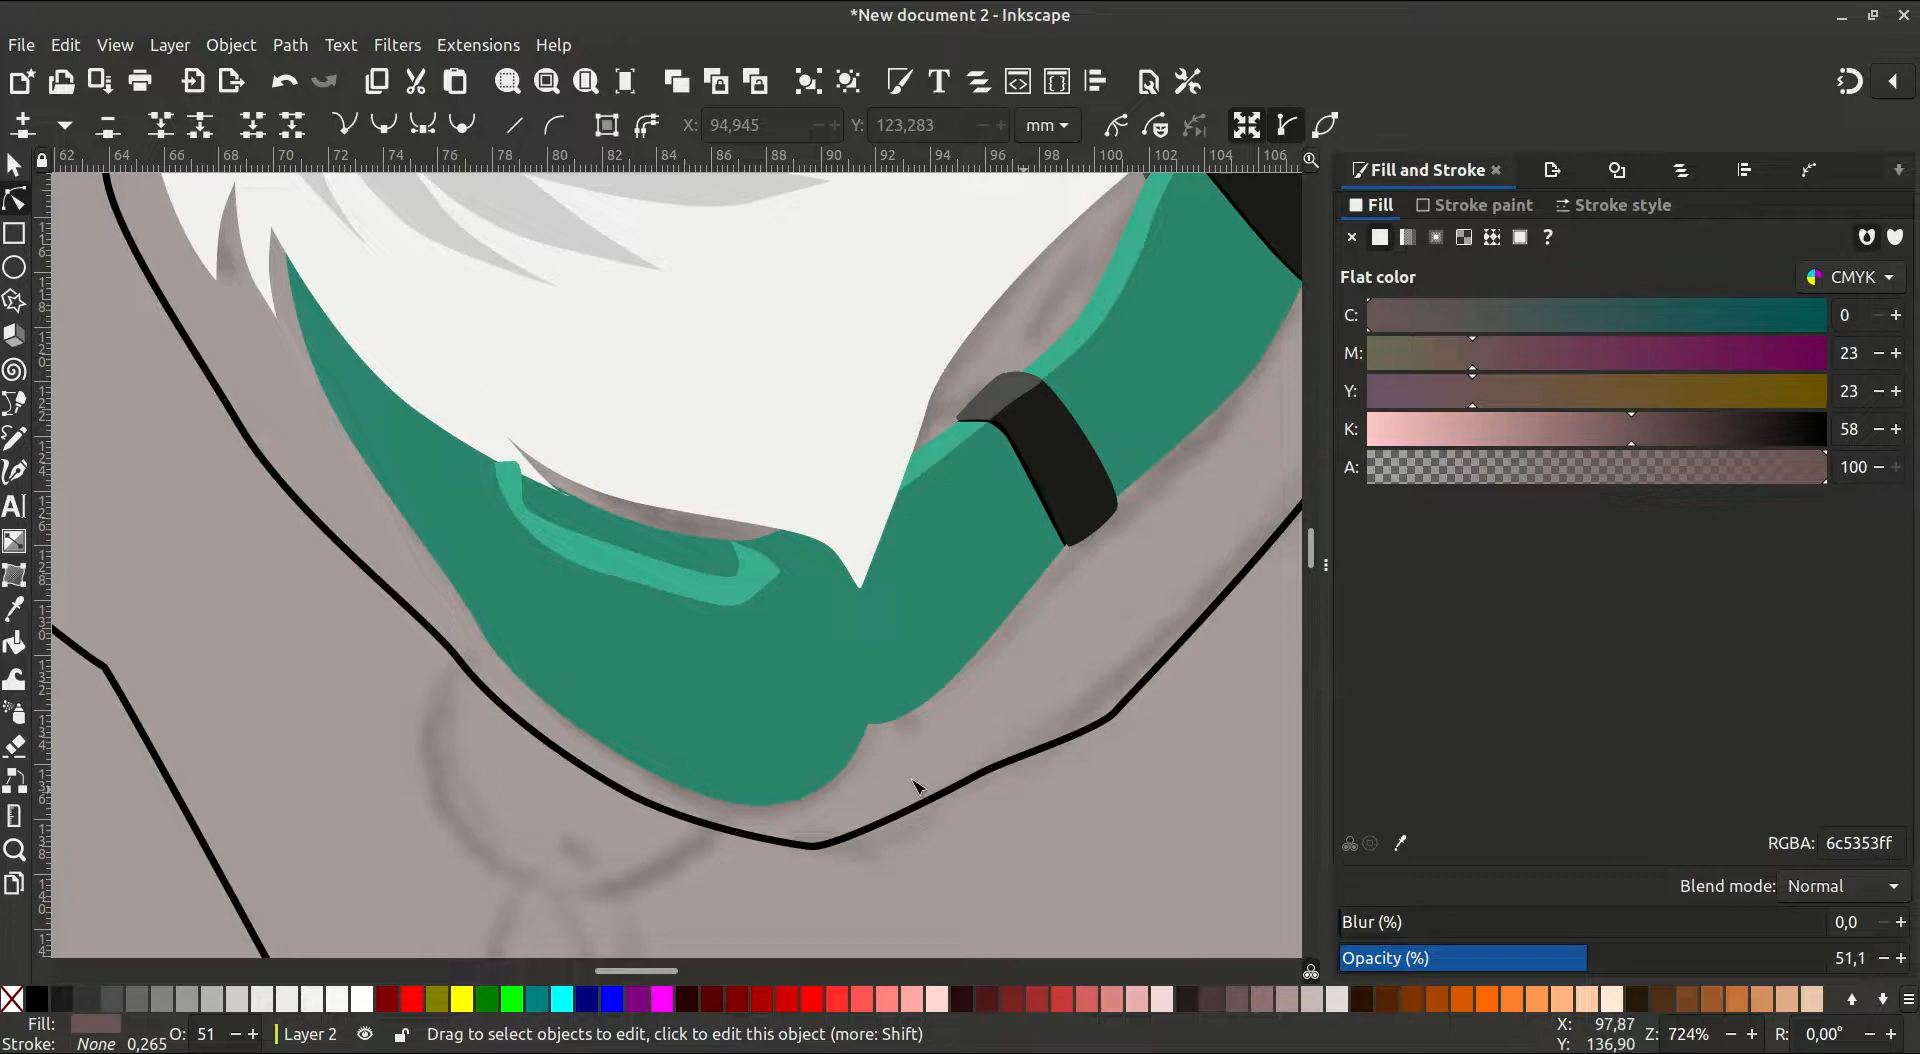 *New document 2 - Inkscape
File Edit View Layer Object Path Text Filters Extensions Help
X: 94,945 Y: 123,283 mm
62 64 66 68 70 72 74 76 78 80 82 84 86 88 90 92 94 96 98 100 102 104 106
Fill and Stroke
Fill Stroke paint Stroke style
Flat color CMYK
C: 0
M: 23
Y: 23
K: 58
A: 100
RGBA: 6c5353ff
Blend mode: Normal
Blur (%) 0,0
Opacity (%) 51,1
Fill: O: 51 Layer 2 Drag to select objects to edit, click to edit this object (more: Shift) X: 97,87 Z: 724% R: 0,00°
Stroke: None 0,265 Y: 136,90